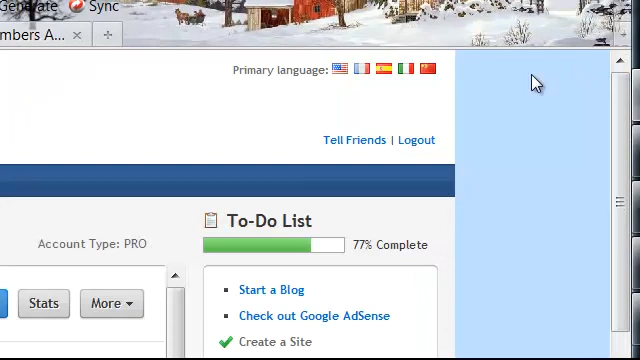 Generate Sync
mbers A...
Primary language:
Tell Friends | Logout
To-Do List
Account Type: PRO
77% Complete
Start a Blog
Stats More
Check out Google AdSense
Create a Site